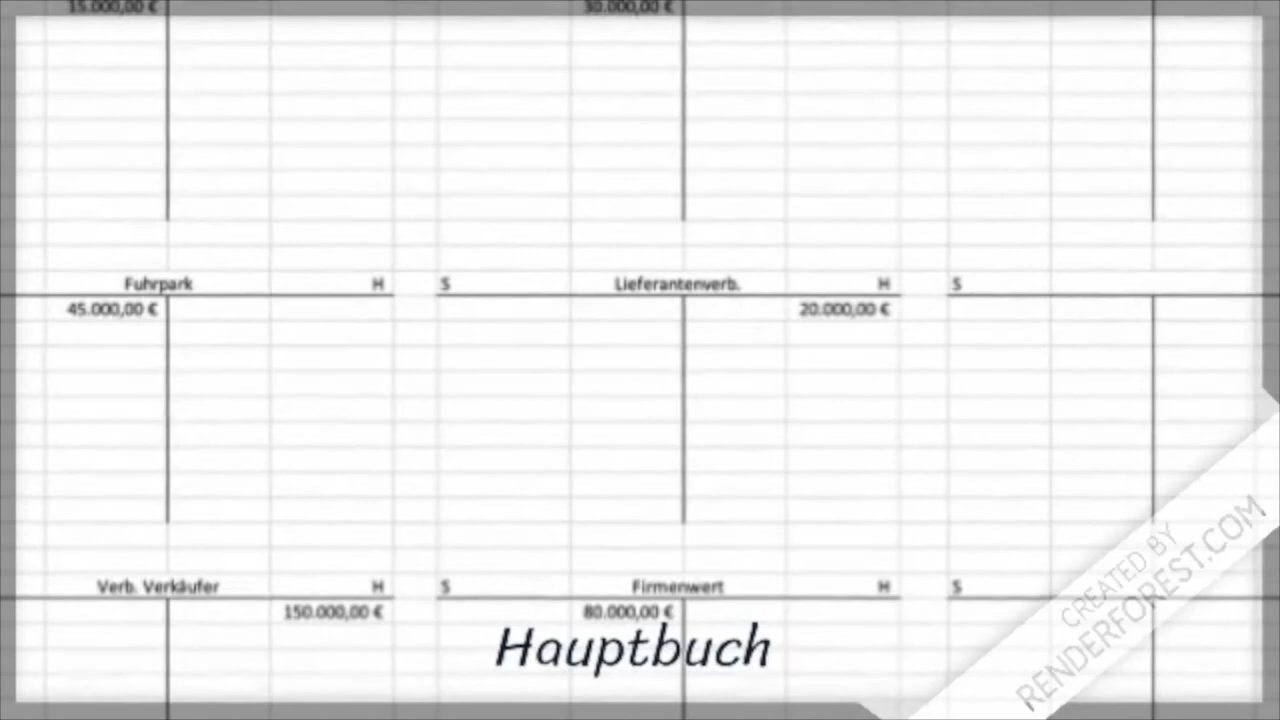 15.000,00 € 30.000,00 €
Fuhrpark H S Lieferantenverb. H S
45.000,00 € 20.000,00 €
Verb. Verkäufer H S Firmenwert H S
150.000,00 € 80.000,00 €
Hauptbuch
CREATED BY
RENDERFOREST.COM